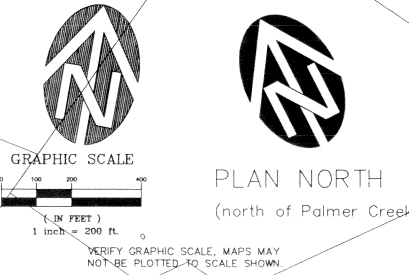 N
N
GRAPHIC SCALE
0 100 200 400
( IN FEET )
1 inch = 200 ft.
PLAN NORTH
(north of Palmer Creek
VERIFY GRAPHIC SCALE, MAPS MAY
NOT BE PLOTTED TO SCALE SHOWN.